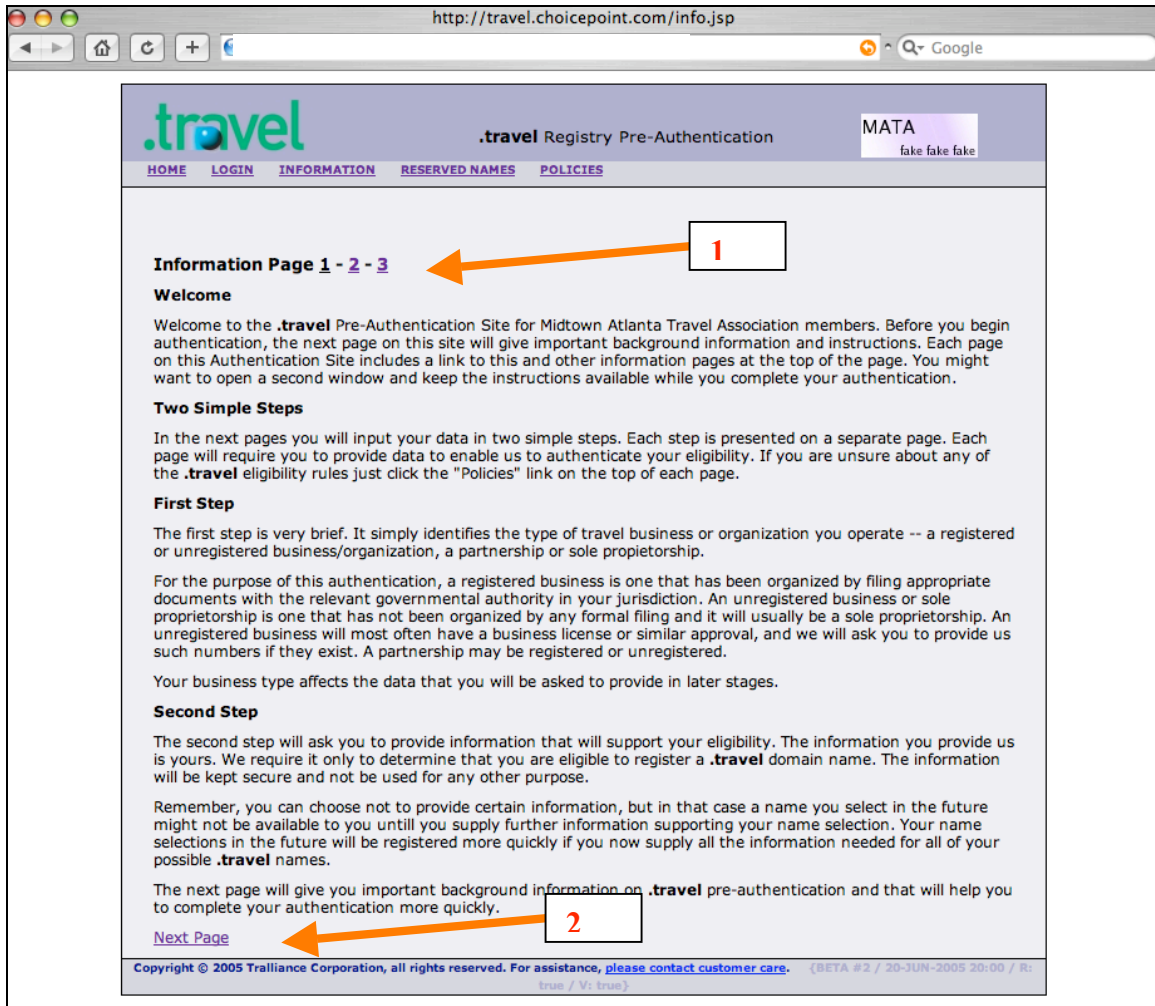 http://travel.choicepoint.com/info.jsp
Google
.travel
.travel Registry Pre-Authentication
MATA
fake fake fake
HOME LOGIN INFORMATION RESERVED NAMES POLICIES
1
Information Page 1 - 2 - 3
Welcome
Welcome to the .travel Pre-Authentication Site for Midtown Atlanta Travel Association members. Before you begin
authentication, the next page on this site will give important background information and instructions. Each page
on this Authentication Site includes a link to this and other information pages at the top of the page. You might
want to open a second window and keep the instructions available while you complete your authentication.
Two Simple Steps
In the next pages you will input your data in two simple steps. Each step is presented on a separate page. Each
page will require you to provide data to enable us to authenticate your eligibility. If you are unsure about any of
the .travel eligibility rules just click the "Policies" link on the top of each page.
First Step
The first step is very brief. It simply identifies the type of travel business or organization you operate -- a registered
or unregistered business/organization, a partnership or sole propietorship.
For the purpose of this authentication, a registered business is one that has been organized by filing appropriate
documents with the relevant governmental authority in your jurisdiction. An unregistered business or sole
proprietorship is one that has not been organized by any formal filing and it will usually be a sole proprietorship. An
unregistered business will most often have a business license or similar approval, and we will ask you to provide us
such numbers if they exist. A partnership may be registered or unregistered.
Your business type affects the data that you will be asked to provide in later stages.
Second Step
The second step will ask you to provide information that will support your eligibility. The information you provide us
is yours. We require it only to determine that you are eligible to register a .travel domain name. The information
will be kept secure and not be used for any other purpose.
Remember, you can choose not to provide certain information, but in that case a name you select in the future
might not be available to you untill you supply further information supporting your name selection. Your name
selections in the future will be registered more quickly if you now supply all the information needed for all of your
possible .travel names.
The next page will give you important background information on .travel pre-authentication and that will help you
to complete your authentication more quickly.
2
Next Page
Copyright © 2005 Tralliance Corporation, all rights reserved. For assistance, please contact customer care. {BETA #2 / 20-JUN-2005 20:00 / R:
true / V: true}